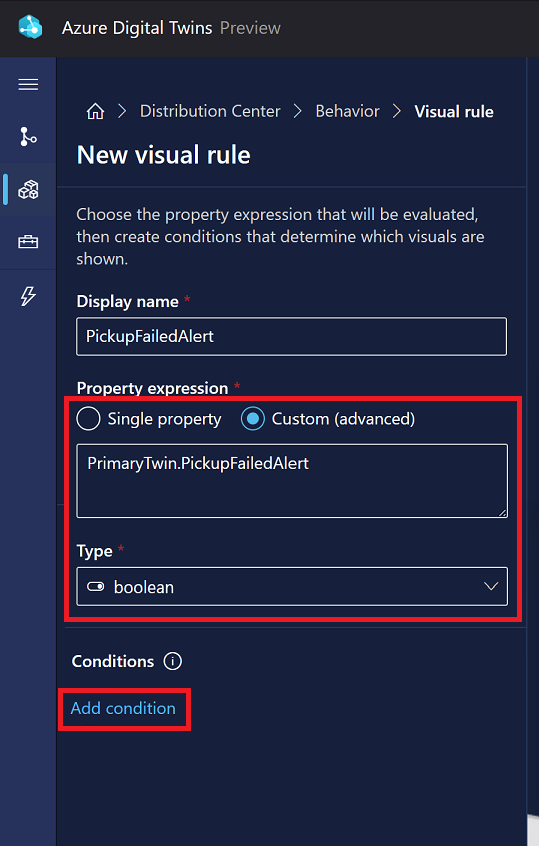 Azure Digital Twins Preview
Distribution Center > Behavior > Visual rule
New visual rule
Choose the property expression that will be evaluated,
then create conditions that determine which visuals are
shown.
Display name *
PickupFailedAlert
Property expression *
Single property Custom (advanced)
PrimaryTwin.PickupFailedAlert
Type *
boolean
Conditions
Add condition